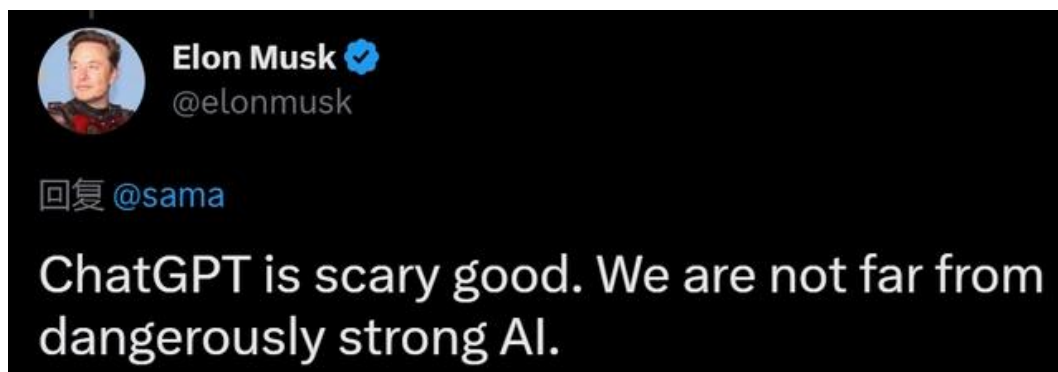 Elon Musk
@elonmusk
回复 @sama
ChatGPT is scary good. We are not far from
dangerously strong AI.